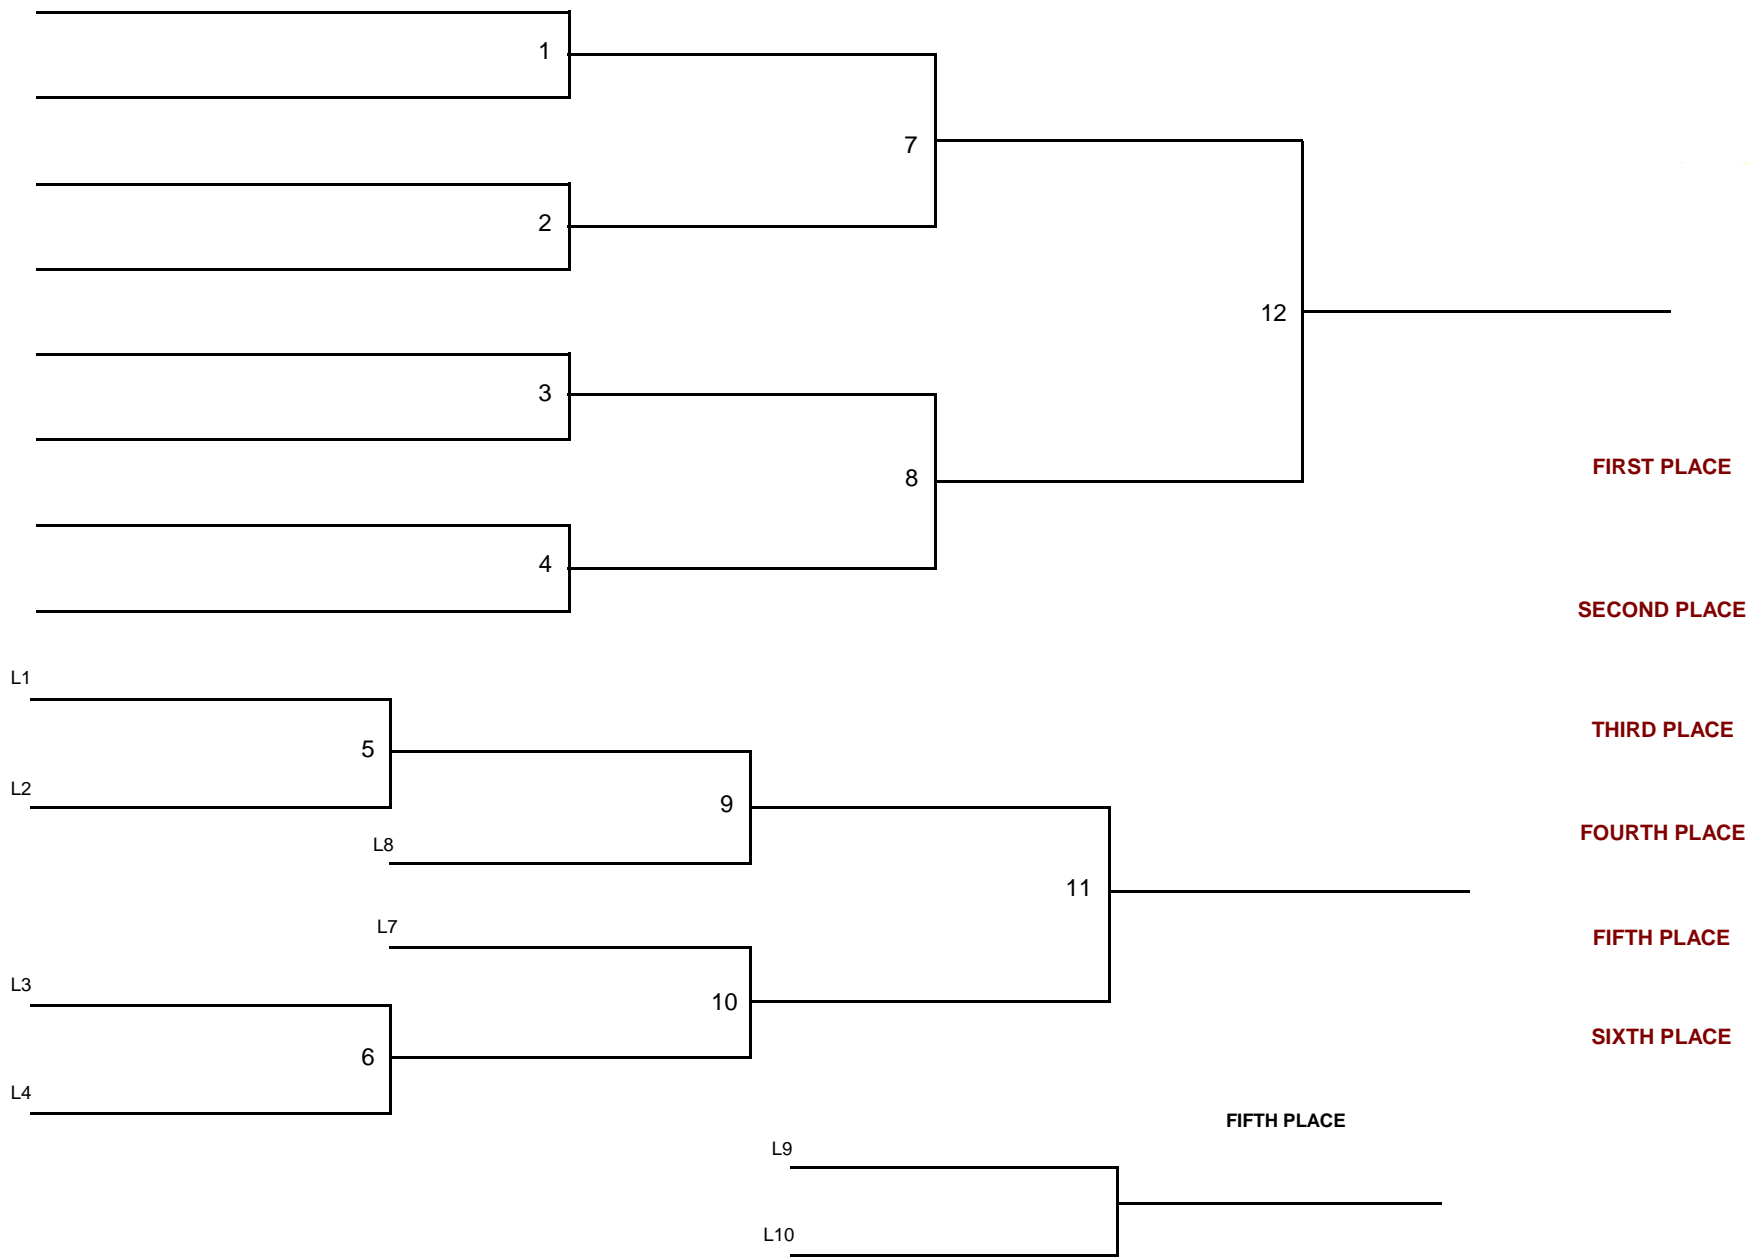 1
7
2
12
3
FIRST PLACE
8
4
SECOND PLACE
L1
THIRD PLACE
5
L2
9
FOURTH PLACE
L8
11
L7
FIFTH PLACE
L3
10
SIXTH PLACE
6
L4
FIFTH PLACE
L9
L10